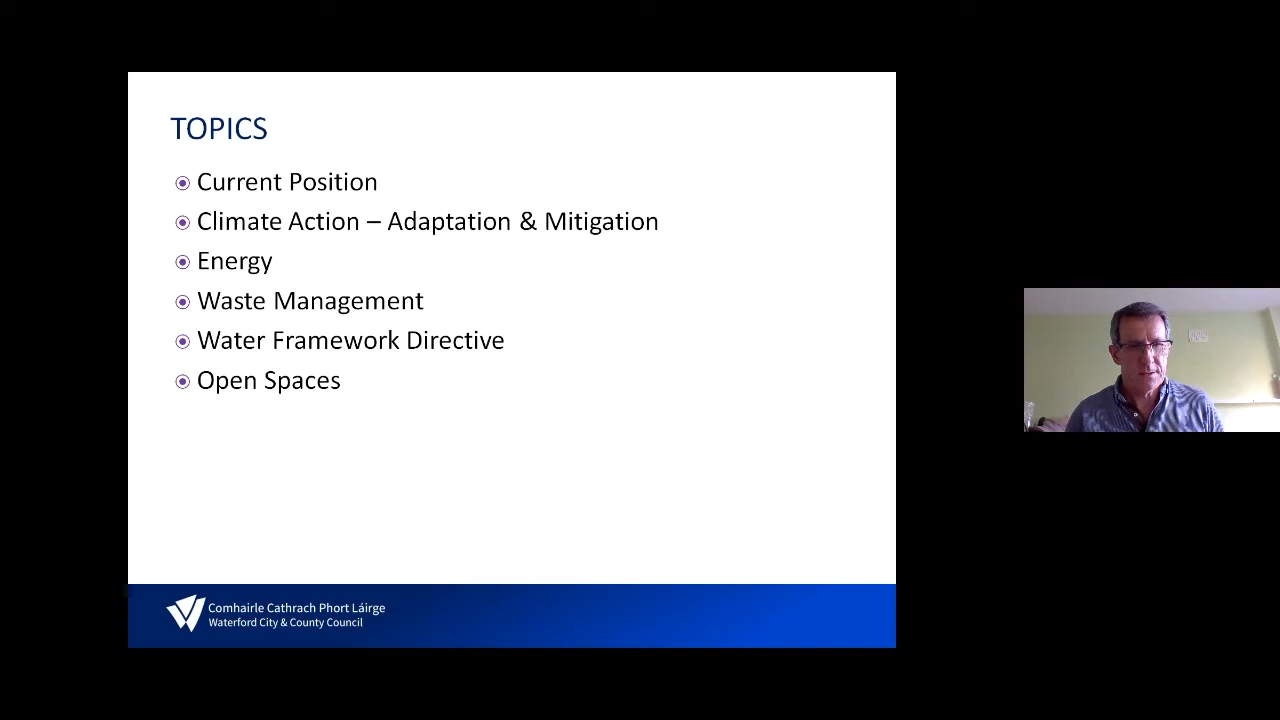 TOPICS
Current Position
Climate Action – Adaptation & Mitigation
Energy
Waste Management
Water Framework Directive
Open Spaces
Comhairle Cathrach Phort Láirge
Waterford City & County Council